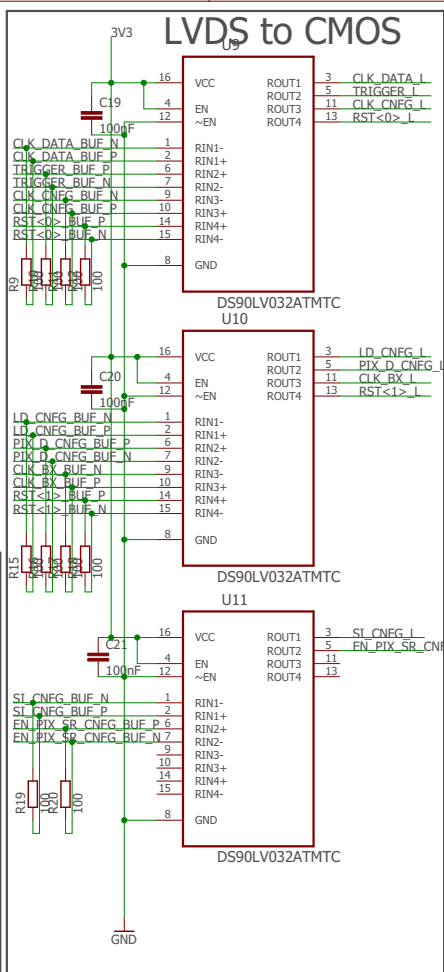 LVDS to CMOS
3V3
U9
C19
100nF
16 VCC ROUT1 3 CLK_DATA_L
ROUT2 5 TRIGGER_L
4 EN ROUT3 11 CLK_CNFG_L
12 ~EN ROUT4 13 RST<0>_L
CLK_DATA_BUF_N 1 RIN1-
CLK_DATA_BUF_P 2 RIN1+
TRIGGER_BUF_P 6 RIN2+
TRIGGER_BUF_N 7 RIN2-
CLK_CNFG_BUF_N 9 RIN3-
CLK_CNFG_BUF_P 10 RIN3+
RST<0>_BUF_P 14 RIN4+
RST<0>_BUF_N 15 RIN4-
8 GND
R9 100
DS90LV032ATMTC
U10
C20
100nF
16 VCC ROUT1 3 LD_CNFG_L
ROUT2 5 PIX_D_CNFG_L
4 EN ROUT3 11 CLK_BX_L
12 ~EN ROUT4 13 RST<1>_L
LD_CNFG_BUF_N 1 RIN1-
LD_CNFG_BUF_P 2 RIN1+
PIX_D_CNFG_BUF_P 6 RIN2+
PIX_D_CNFG_BUF_N 7 RIN2-
CLK_BX_BUF_N 9 RIN3-
CLK_BX_BUF_P 10 RIN3+
RST<1>_BUF_P 14 RIN4+
RST<1>_BUF_N 15 RIN4-
8 GND
R15 100
DS90LV032ATMTC
U11
C21
100nF
16 VCC ROUT1 3 SI_CNFG_L
ROUT2 5 EN_PIX_SR_CNF
4 EN ROUT3 11
12 ~EN ROUT4 13
SI_CNFG_BUF_N 1 RIN1-
SI_CNFG_BUF_P 2 RIN1+
EN_PIX_SR_CNFG_BUF_P 6 RIN2+
EN_PIX_SR_CNFG_BUF_N 7 RIN2-
9 RIN3-
10 RIN3+
14 RIN4+
15 RIN4-
8 GND
R19 100 R20 100
DS90LV032ATMTC
GND